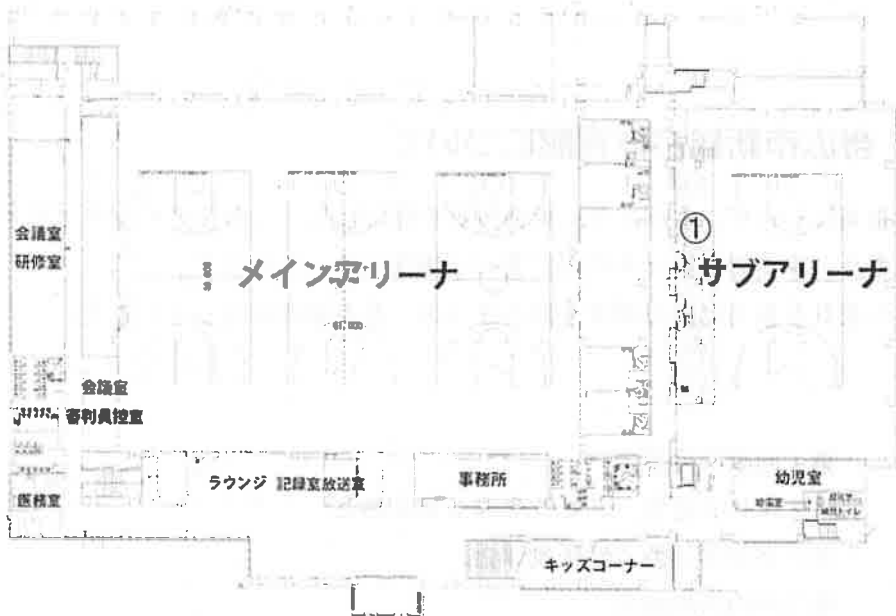 ①
会議室
研修室
メインアリーナ
サブアリーナ
会議室
審判員控室
ラウンジ
記録室放送室
事務所
幼児室
医務室
キッズコーナー